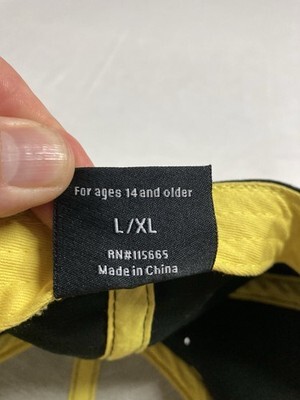 For ages 14 and older
L/XL
RN#115665
Made in China